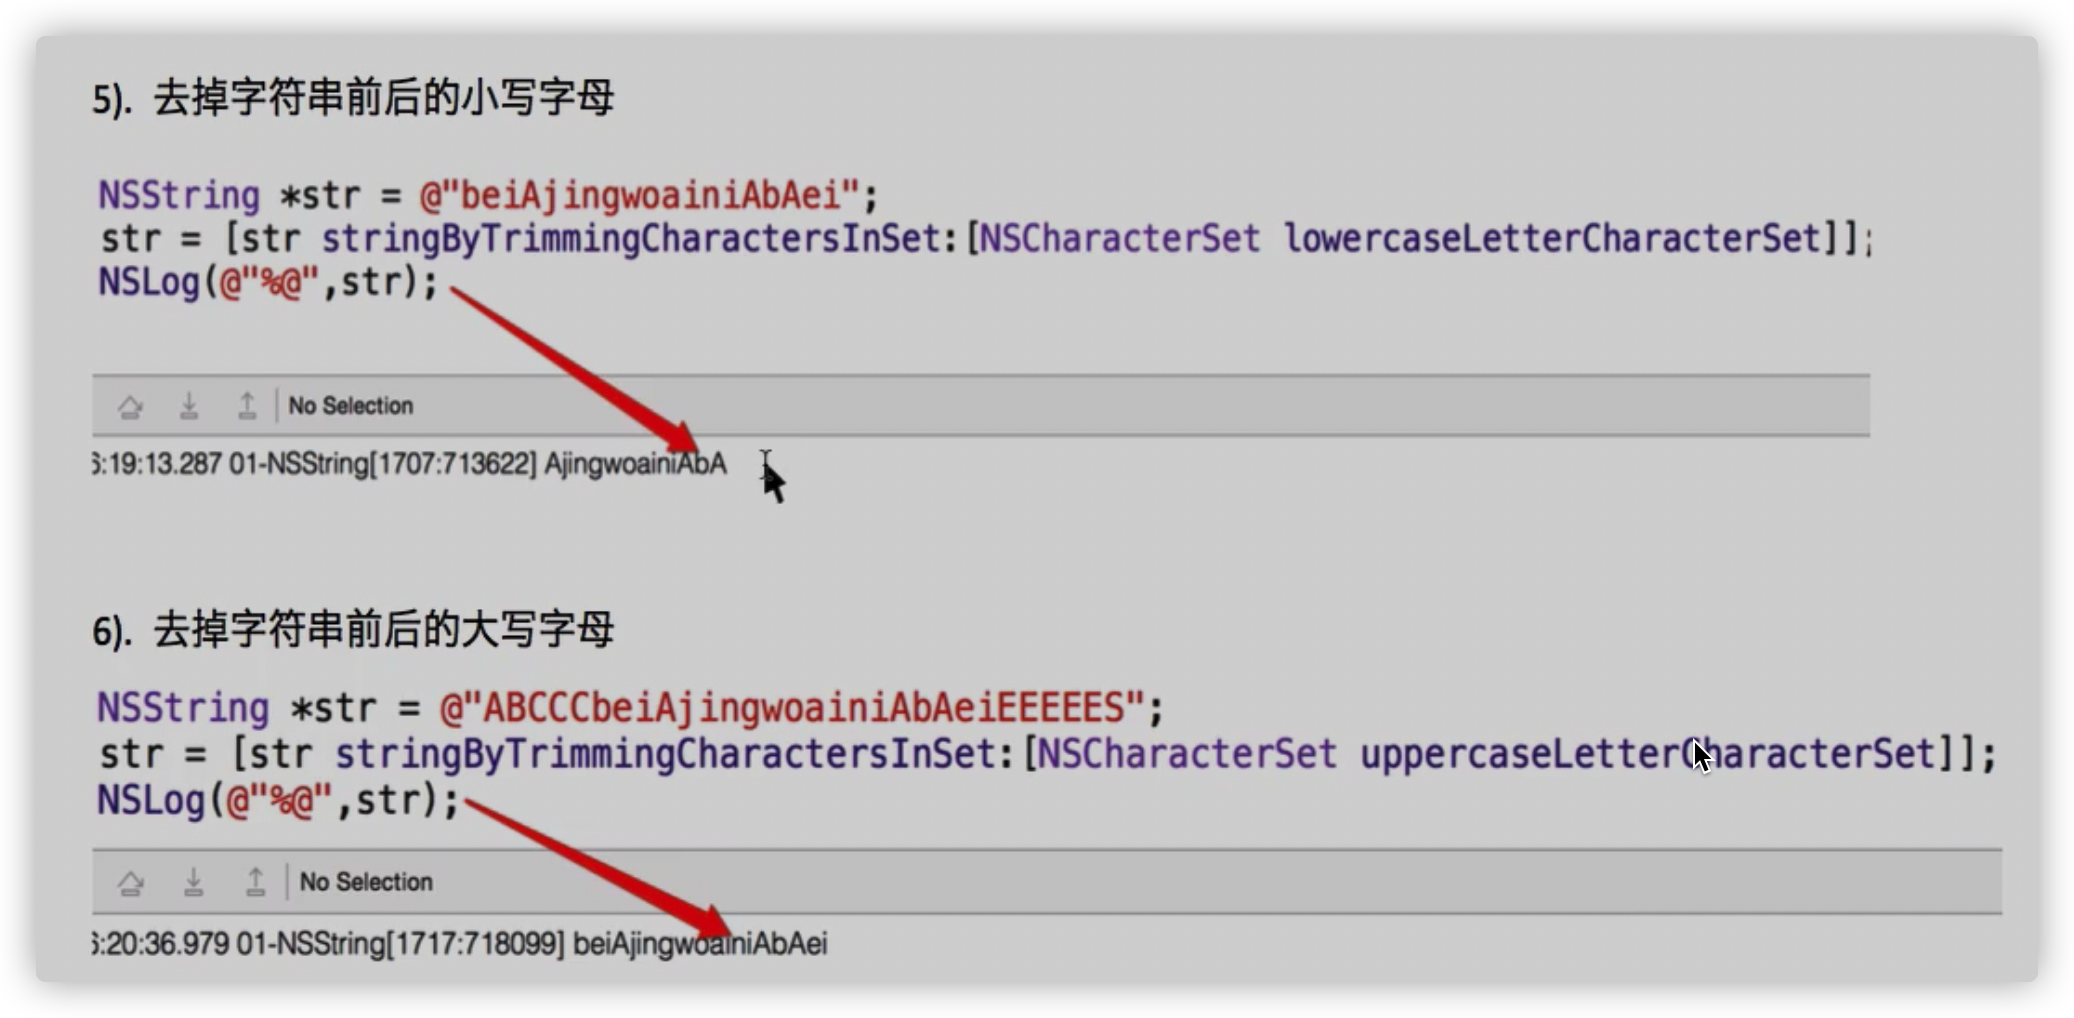 5). 去掉字符串前后的小写字母
NSString *str = @"beiAjingwoainiAbAei";
str = [str stringByTrimmingCharactersInSet:[NSCharacterSet lowercaseLetterCharacterSet]];
NSLog(@"%@",str);
No Selection
6:19:13.287 01-NSString[1707:713622] AjingwoainiAbA
6). 去掉字符串前后的大写字母
NSString *str = @"ABCCCbeiAjingwoainiAbAeiEEEEES";
str = [str stringByTrimmingCharactersInSet:[NSCharacterSet uppercaseLetterCharacterSet]];
NSLog(@"%@",str);
No Selection
6:20:36.979 01-NSString[1717:718099] beiAjingwoainiAbAei